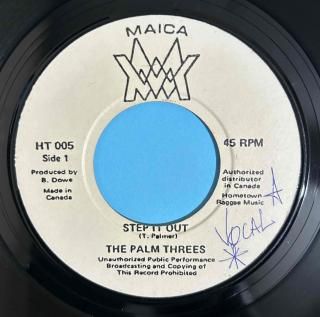 MAICA
HT 005
Side 1
45 RPM
Produced by
B. Dowe
Made in
Canada
Authorized
distributor
in Canada
Hometown
Raggae Music
STEP IT OUT
(T. Palmer)
THE PALM THREES
Unauthorized Public Performance
Broadcasting and Copying of
This Record Prohibited
A
VOCAL
*